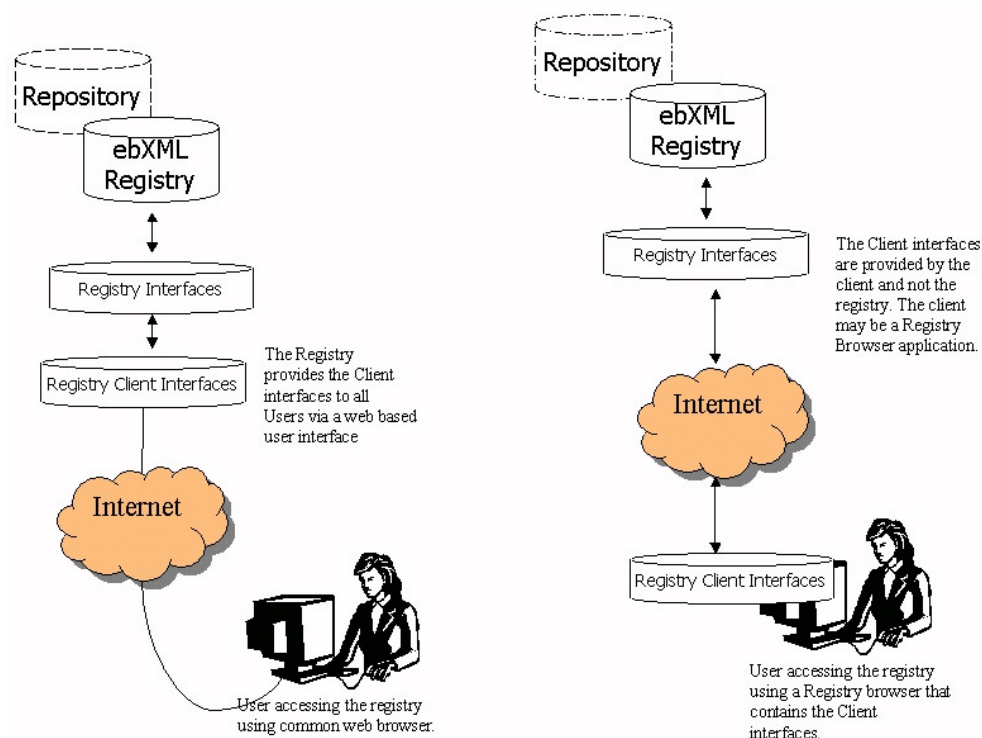 Repository
ebXML
Registry
Registry Interfaces
Registry Client Interfaces
The Registry
provides the Client
interfaces to all
Users via a web based
user interface
Internet
User accessing the registry
using common web browser.
Repository
ebXML
Registry
Registry Interfaces
The Client interfaces
are provided by the
client and not the
registry. The client
may be a Registry
Browser application.
Internet
Registry Client Interfaces
User accessing the registry
using a Registry browser that
contains the Client
interfaces.